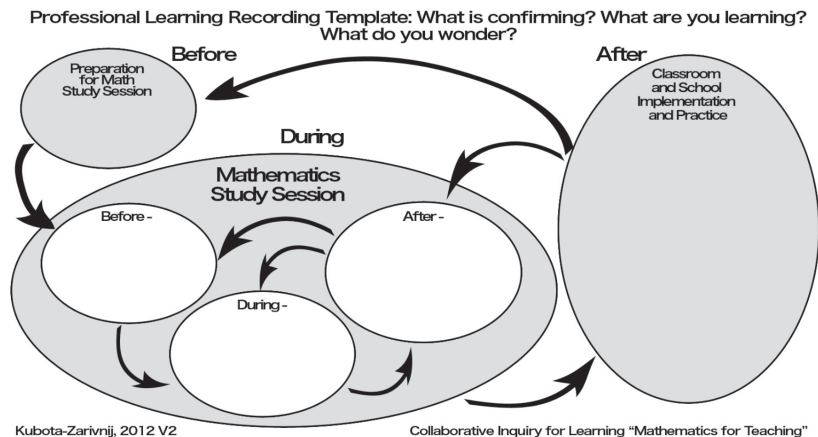 Professional Learning Recording Template: What is confirming? What are you learning?
What do you wonder?
Before
After
Preparation
for Math
Study Session
Classroom
and School
Implementation
and Practice
During
Mathematics
Study Session
Before -
After -
During -
Kubota-Zarivnij, 2012 V2
Collaborative Inquiry for Learning “Mathematics for Teaching”